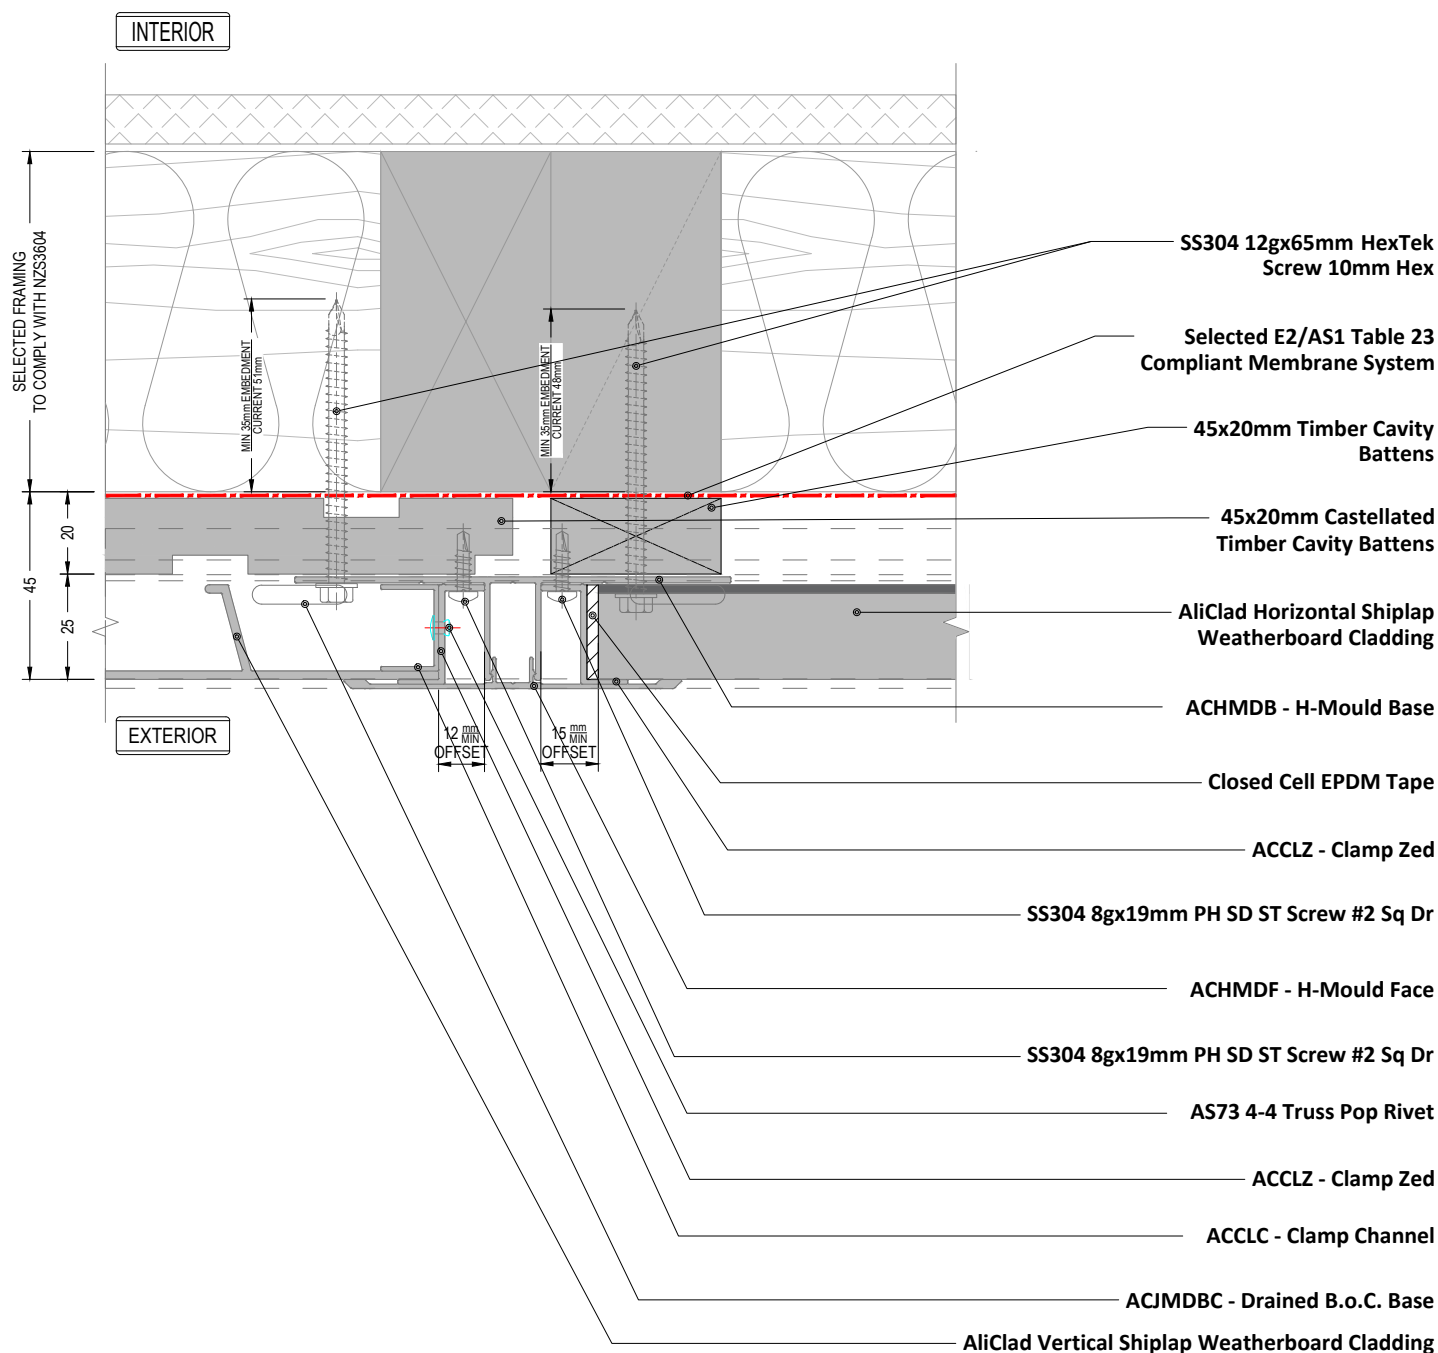 INTERIOR
SELECTED FRAMING
TO COMPLY WITH NZS3604
MIN 35mm EMBEDMENT
CURRENT 51mm
MIN 35mm EMBEDMENT
CURRENT 48mm
45
20
25
EXTERIOR
12 mm MIN
OFFSET
15 mm MIN
OFFSET
SS304 12gx65mm HexTek
Screw 10mm Hex
Selected E2/AS1 Table 23
Compliant Membrane System
45x20mm Timber Cavity
Battens
45x20mm Castellated
Timber Cavity Battens
AliClad Horizontal Shiplap
Weatherboard Cladding
ACHMDB - H-Mould Base
Closed Cell EPDM Tape
ACCLZ - Clamp Zed
SS304 8gx19mm PH SD ST Screw #2 Sq Dr
ACHMDF - H-Mould Face
SS304 8gx19mm PH SD ST Screw #2 Sq Dr
AS73 4-4 Truss Pop Rivet
ACCLZ - Clamp Zed
ACCLC - Clamp Channel
ACJMDBC - Drained B.o.C. Base
AliClad Vertical Shiplap Weatherboard Cladding